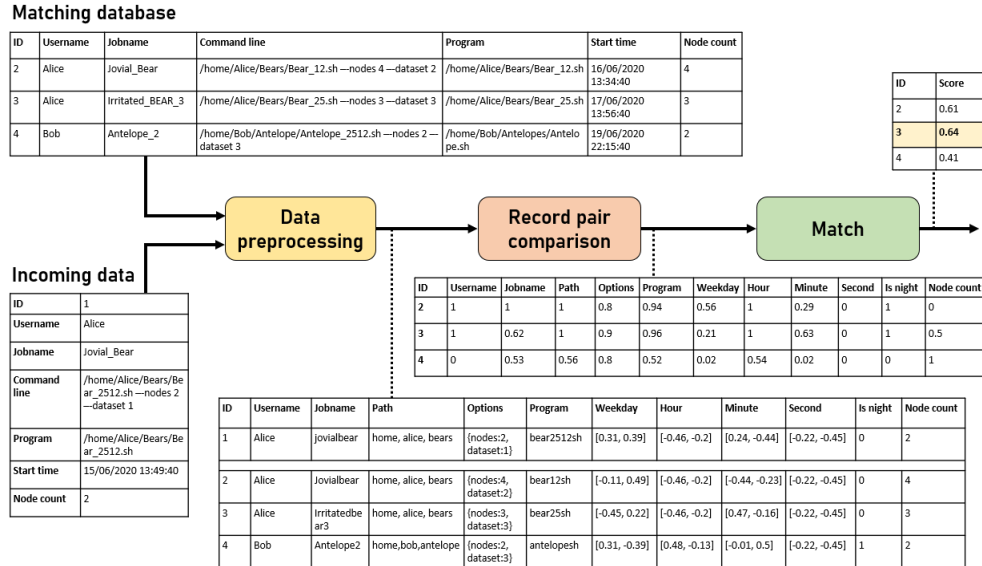 Matching database
ID Username Jobname Command line Program Start time Node count
2 Alice Jovial_Bear /home/Alice/Bears/Bear_12.sh —nodes 4 —dataset 2 /home/Alice/Bears/Bear_12.sh 16/06/2020
13:34:40 4
3 Alice Irritated_BEAR_3 /home/Alice/Bears/Bear_25.sh —nodes 3 —dataset 3 /home/Alice/Bears/Bear_25.sh 17/06/2020
13:56:40 3
4 Bob Antelope_2 /home/Bob/Antelope/Antelope_2512.sh —nodes 2 —
dataset 3 /home/Bob/Antelopes/Antelo
pe.sh 19/06/2020
22:15:40 2
ID Score
2 0.61
3 0.64
4 0.41
Data
preprocessing
Record pair
comparison
Match
Incoming data
ID 1
Username Alice
Jobname Jovial_Bear
Command
line /home/Alice/Bears/Be
ar_2512.sh —nodes 2
—dataset 1
Program /home/Alice/Bears/Be
ar_2512.sh
Start time 15/06/2020 13:49:40
Node count 2
ID Username Jobname Path Options Program Weekday Hour Minute Second Is night Node count
2 1 1 1 0.8 0.94 0.56 1 0.29 0 1 0
3 1 0.62 1 0.9 0.96 0.21 1 0.63 0 1 0.5
4 0 0.53 0.56 0.8 0.52 0.02 0.54 0.02 0 0 1
ID Username Jobname Path Options Program Weekday Hour Minute Second Is night Node count
1 Alice jovialbear home, alice, bears {nodes:2,
dataset:1} bear2512sh [0.31, 0.39] [-0.46, -0.2] [0.24, -0.44] [-0.22, -0.45] 0 2
2 Alice Jovialbear home, alice, bears {nodes:4,
dataset:2} bear12sh [-0.11, 0.49] [-0.46, -0.2] [-0.44, -0.23] [-0.22, -0.45] 0 4
3 Alice Irritatedbe
ar3 home, alice, bears {nodes:3,
dataset:3} bear25sh [-0.45, 0.22] [-0.46, -0.2] [0.47, -0.16] [-0.22, -0.45] 0 3
4 Bob Antelope2 home,bob,antelope {nodes:2,
dataset:3} antelopesh [0.31, -0.39] [0.48, -0.13] [-0.01, 0.5] [-0.22, -0.45] 1 2